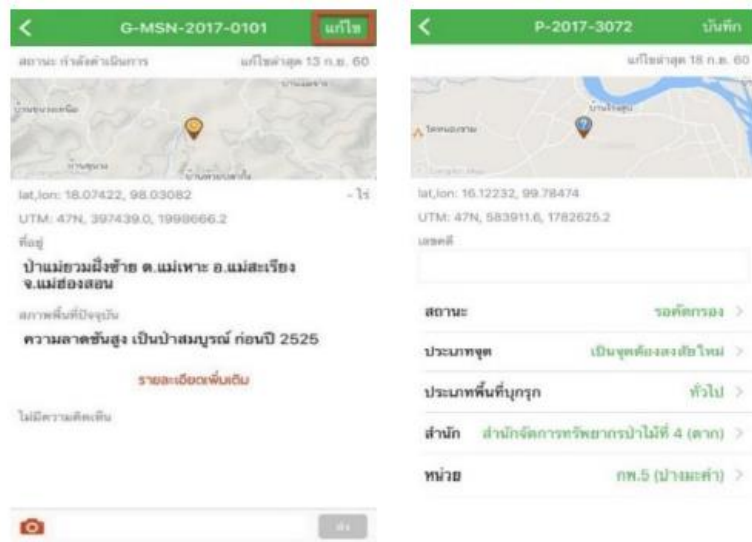 G-MSN-2017-0101
แก้ไข
สถานะ กำลังดำเนินการ
แก้ไขล่าสุด 13 ก.ย. 60
lat,lon: 18.07422, 98.03082
- ไร่
UTM: 47N, 397439.0, 1998666.2
ที่อยู่
ป่าแม่ยวมฝั่งซ้าย ต.แม่เหาะ อ.แม่สะเรียง
จ.แม่ฮ่องสอน
สภาพพื้นที่ปัจจุบัน
ความลาดชันสูง เป็นป่าสมบูรณ์ ก่อนปี 2525
รายละเอียดเพิ่มเติม
ไม่มีความคิดเห็น
ส่ง
P-2017-3072
บันทึก
แก้ไขล่าสุด 18 ก.ย. 60
lat,lon: 16.12232, 99.78474
UTM: 47N, 583911.6, 1782625.2
เลขคดี
สถานะ
รอคัดกรอง
ประเภทจุด
เป็นจุดต้องสงสัยใหม่
ประเภทพื้นที่บุกรุก
ทั่วไป
สำนัก สำนักจัดการทรัพยากรป่าไม้ที่ 4 (ตาก)
หน่วย
กพ.5 (ปางมะค่า)